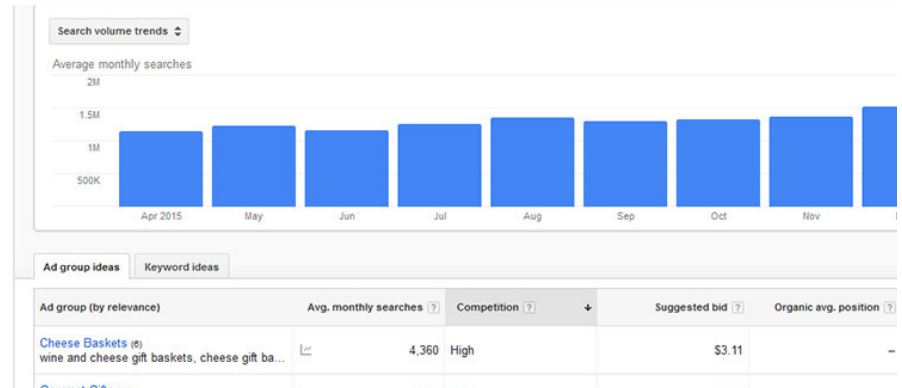 Search volume trends
Average monthly searches
2M
1.5M
1M
500K
Apr 2015 May Jun Jul Aug Sep Oct Nov
Ad group ideas Keyword ideas
Ad group (by relevance) Avg. monthly searches ? Competition ? Suggested bid ? Organic avg. position ?
Cheese Baskets (6)
wine and cheese gift baskets, cheese gift ba... 4,360 High $3.11 –